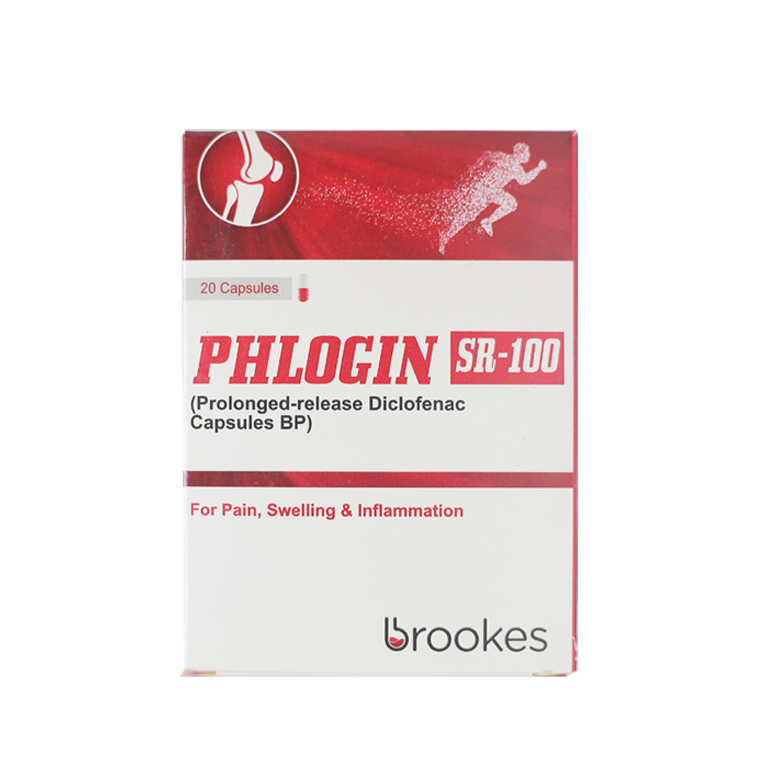 20 Capsules
PHLOGIN SR-100
(Prolonged-release Diclofenac
Capsules BP)
For Pain, Swelling & Inflammation
brookes